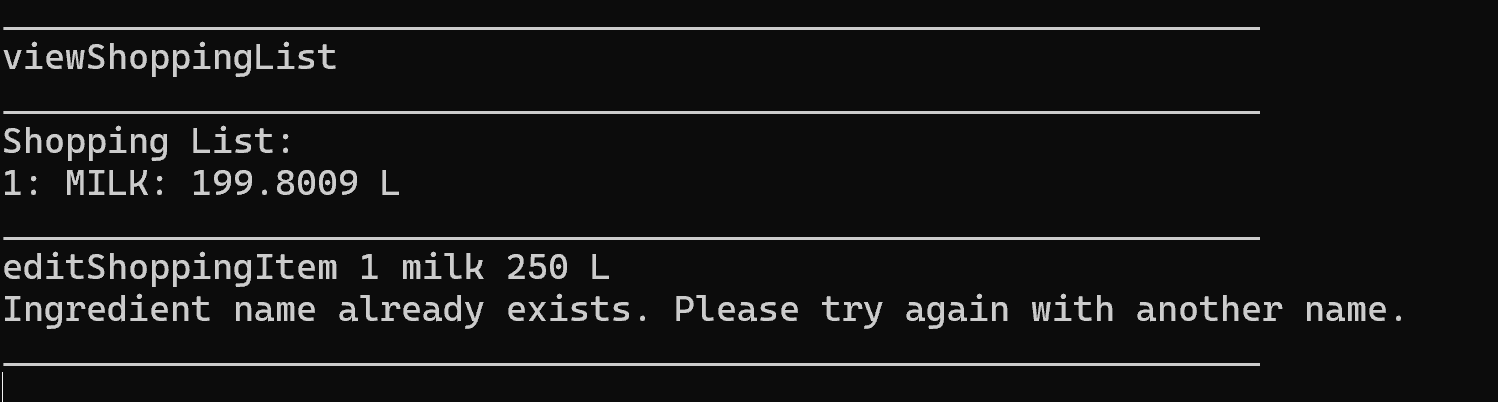 viewShoppingList
Shopping List:
1: MILK: 199.8009 L
editShoppingItem 1 milk 250 L
Ingredient name already exists. Please try again with another name.